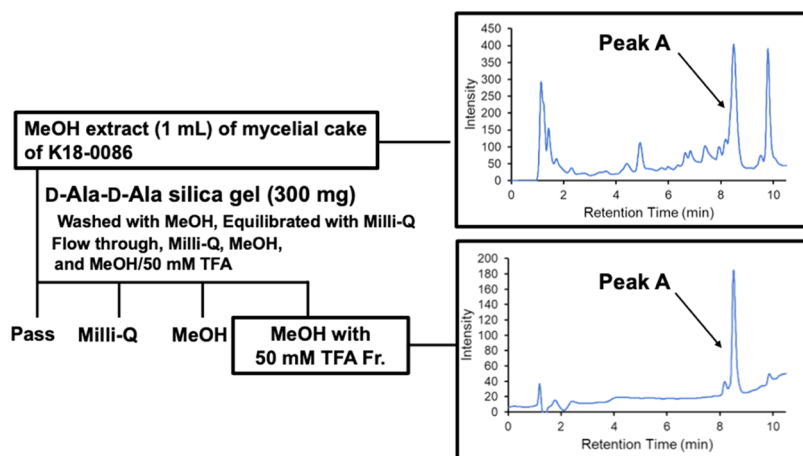 MeOH extract (1 mL) of mycelial cake
of K18-0086
D-Ala-D-Ala silica gel (300 mg)
Washed with MeOH, Equilibrated with Milli-Q
Flow through, Milli-Q, MeOH,
and MeOH/50 mM TFA
Pass
Milli-Q
MeOH
MeOH with
50 mM TFA Fr.
Peak A
Intensity
450
400
350
300
250
200
150
100
50
0
0 2 4 6 8 10
Retention Time (min)
Peak A
Intensity
200
180
160
140
120
100
80
60
40
20
0
0 2 4 6 8 10
Retention Time (min)